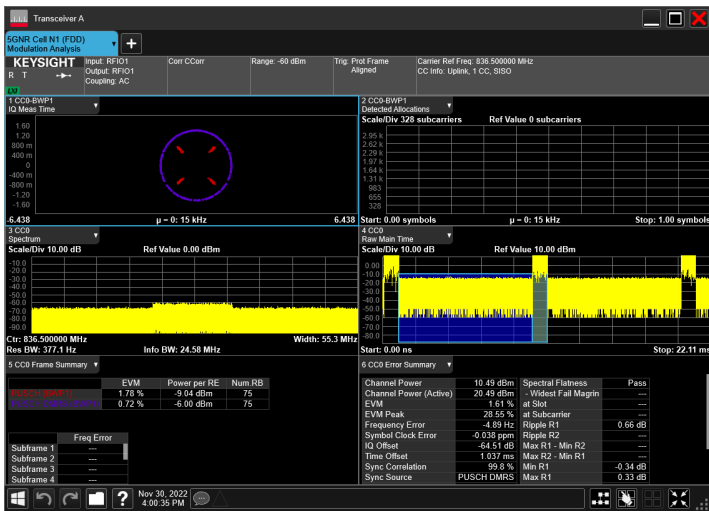 Transceiver A
5GNR Cell N1 (FDD)
Modulation Analysis
KEYSIGHT
R T
LXI
Input: RFIO1
Output: RFIO1
Coupling: AC
Corr CCorr
Range: -60 dBm
Trig: Prot Frame
Aligned
Carrier Ref Freq: 836.500000 MHz
CC Info: Uplink, 1 CC, SISO
1 CC0-BWP1
IQ Meas Time
1.60
1.20
800 m
400 m
0
-400 m
-800 m
-1.20
-1.60
-6.438
µ – 0: 15 kHz
6.438
2 CC0-BWP1
Detected Allocations
Scale/Div 328 subcarriers Ref Value 0 subcarriers
2.95 k
2.62 k
2.29 k
1.97 k
1.64 k
1.31 k
983
655
328
Start: 0.00 symbols µ – 0: 15 kHz Stop: 1.00 symbols
3 CC0
Spectrum
Scale/Div 10.00 dB Ref Value 0.00 dBm
-10.0
-20.0
-30.0
-40.0
-50.0
-60.0
-70.0
-80.0
-90.0
Ctr: 836.500000 MHz Width: 55.3 MHz
Res BW: 377.1 Hz Info BW: 24.58 MHz
4 CC0
Raw Main Time
Scale/Div 10.00 dB Ref Value 10.00 dBm
0.00
-10.0
-20.0
-30.0
-40.0
-50.0
-60.0
-70.0
-80.0
Start: 0.00 ns Stop: 22.11 ms
5 CC0 Frame Summary
EVM Power per RE Num.RB
1.78 % -9.04 dBm 75
0.72 % -6.00 dBm 75
Freq Error
Subframe 1 ---
Subframe 2 ---
Subframe 3 ---
Subframe 4 ---
6 CC0 Error Summary
Channel Power 10.49 dBm Spectral Flatness Pass
Channel Power (Active) 20.49 dBm - Widest Fail Magrin ---
EVM 1.61 % at Slot ---
EVM Peak 28.55 % at Subcarrier ---
Frequency Error -4.89 Hz Ripple R1 0.66 dB
Symbol Clock Error -0.038 ppm Ripple R2 ---
IQ Offset -64.51 dB Max R1 - Min R2 ---
Time Offset 1.037 ms Max R2 - Min R1 ---
Sync Correlation 99.8 % Min R1 -0.34 dB
Sync Source PUSCH DMRS Max R1 0.33 dB
Nov 30, 2022
4:00:35 PM